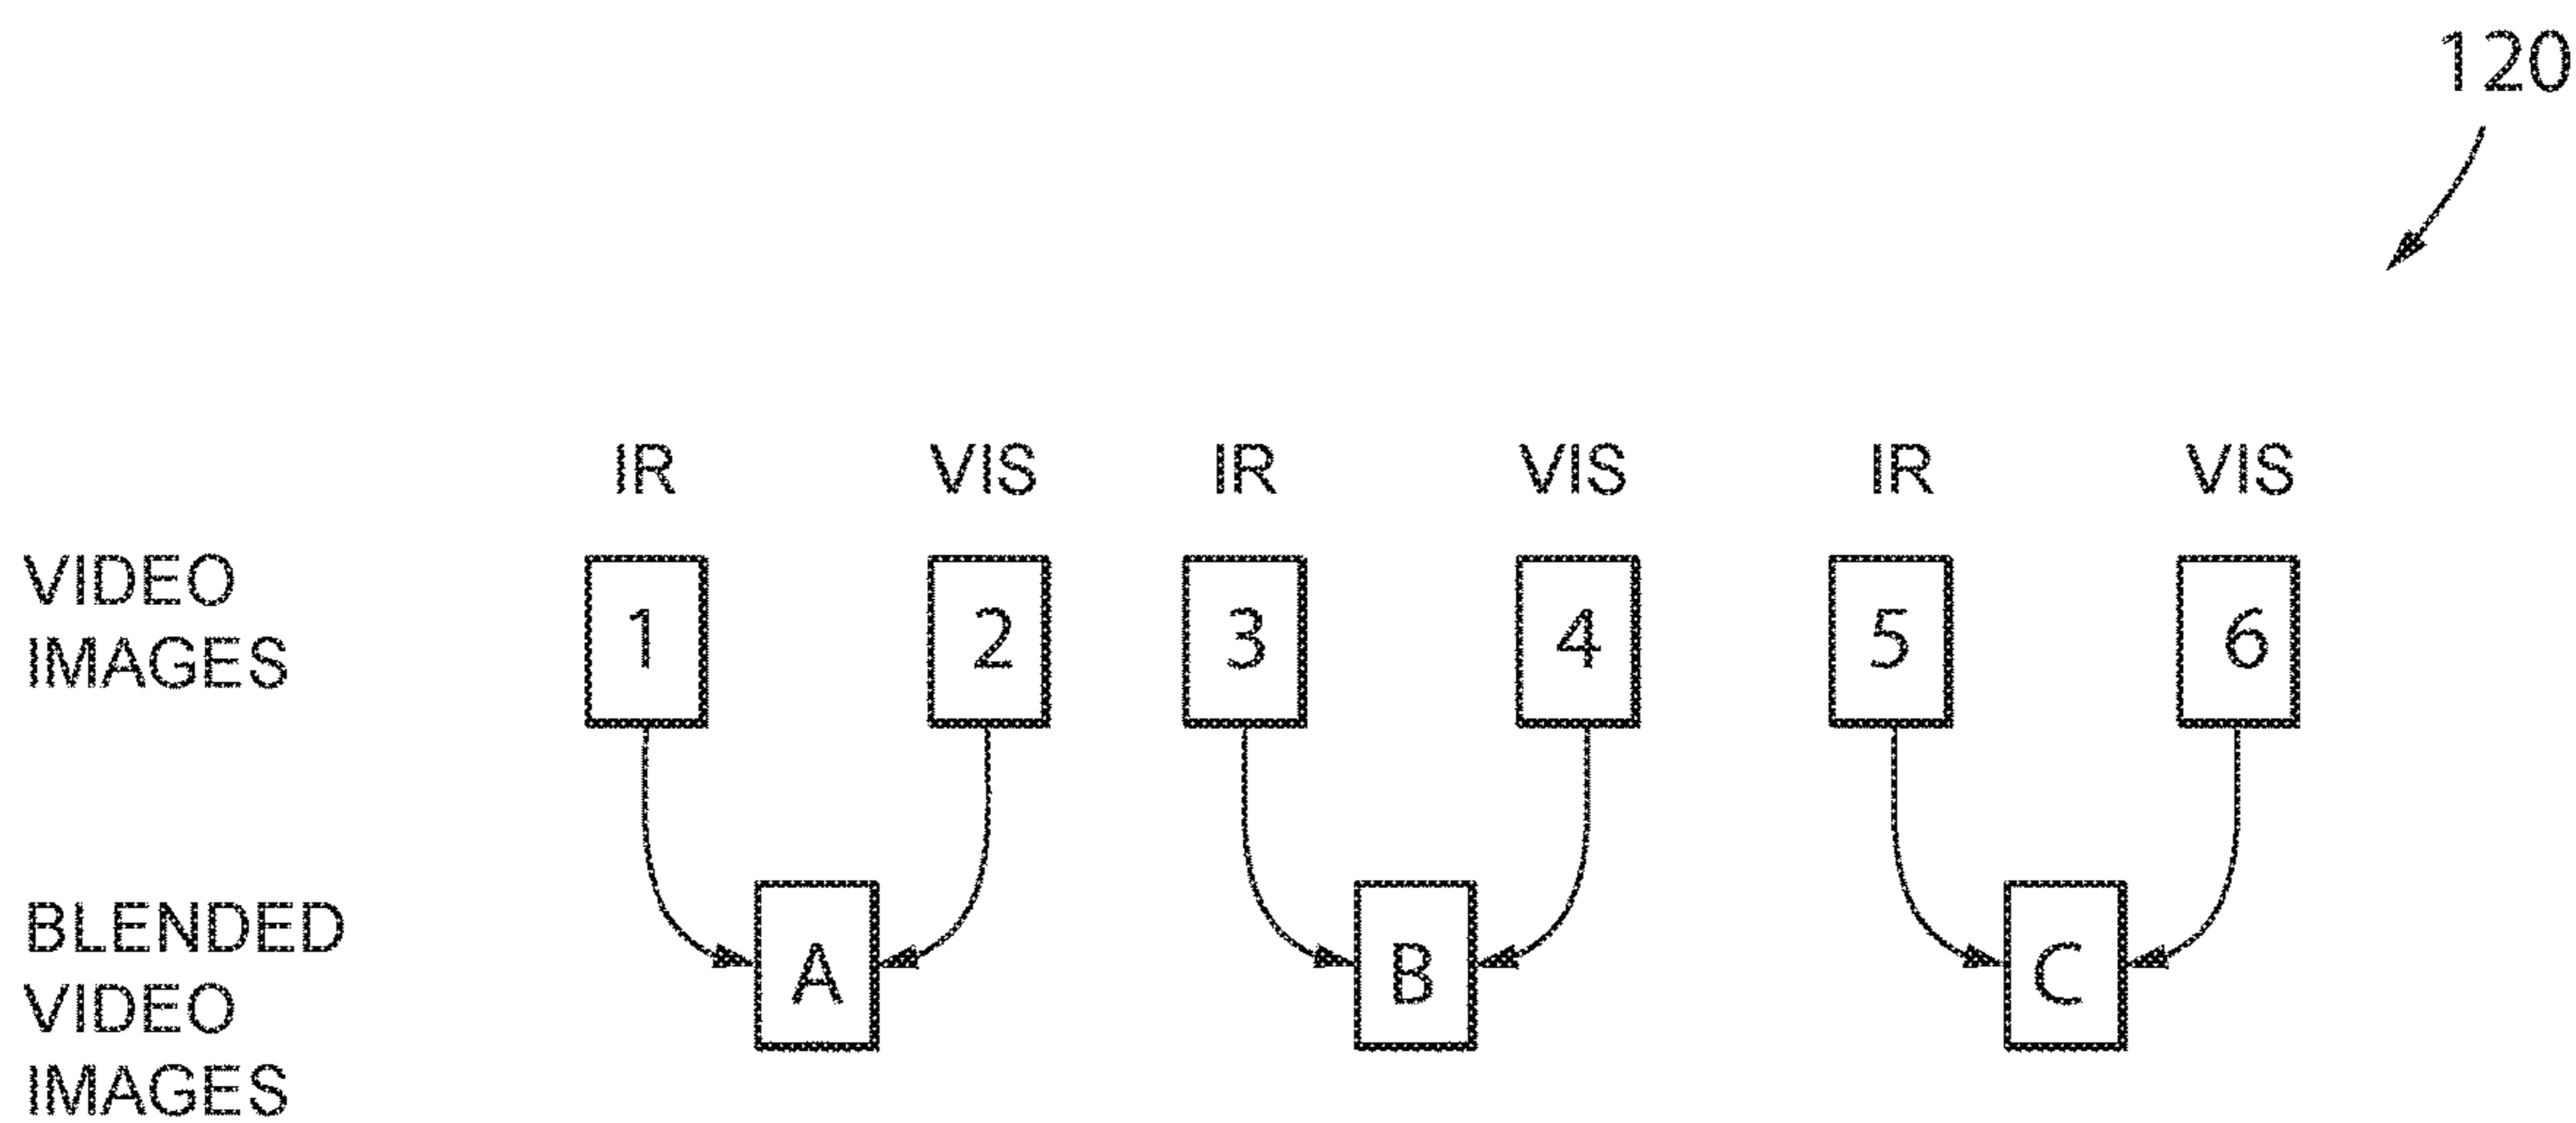 120
IR VIS IR VIS IR VIS
VIDEO
IMAGES
1 2 3 4 5 6
BLENDED
VIDEO
IMAGES
A B C